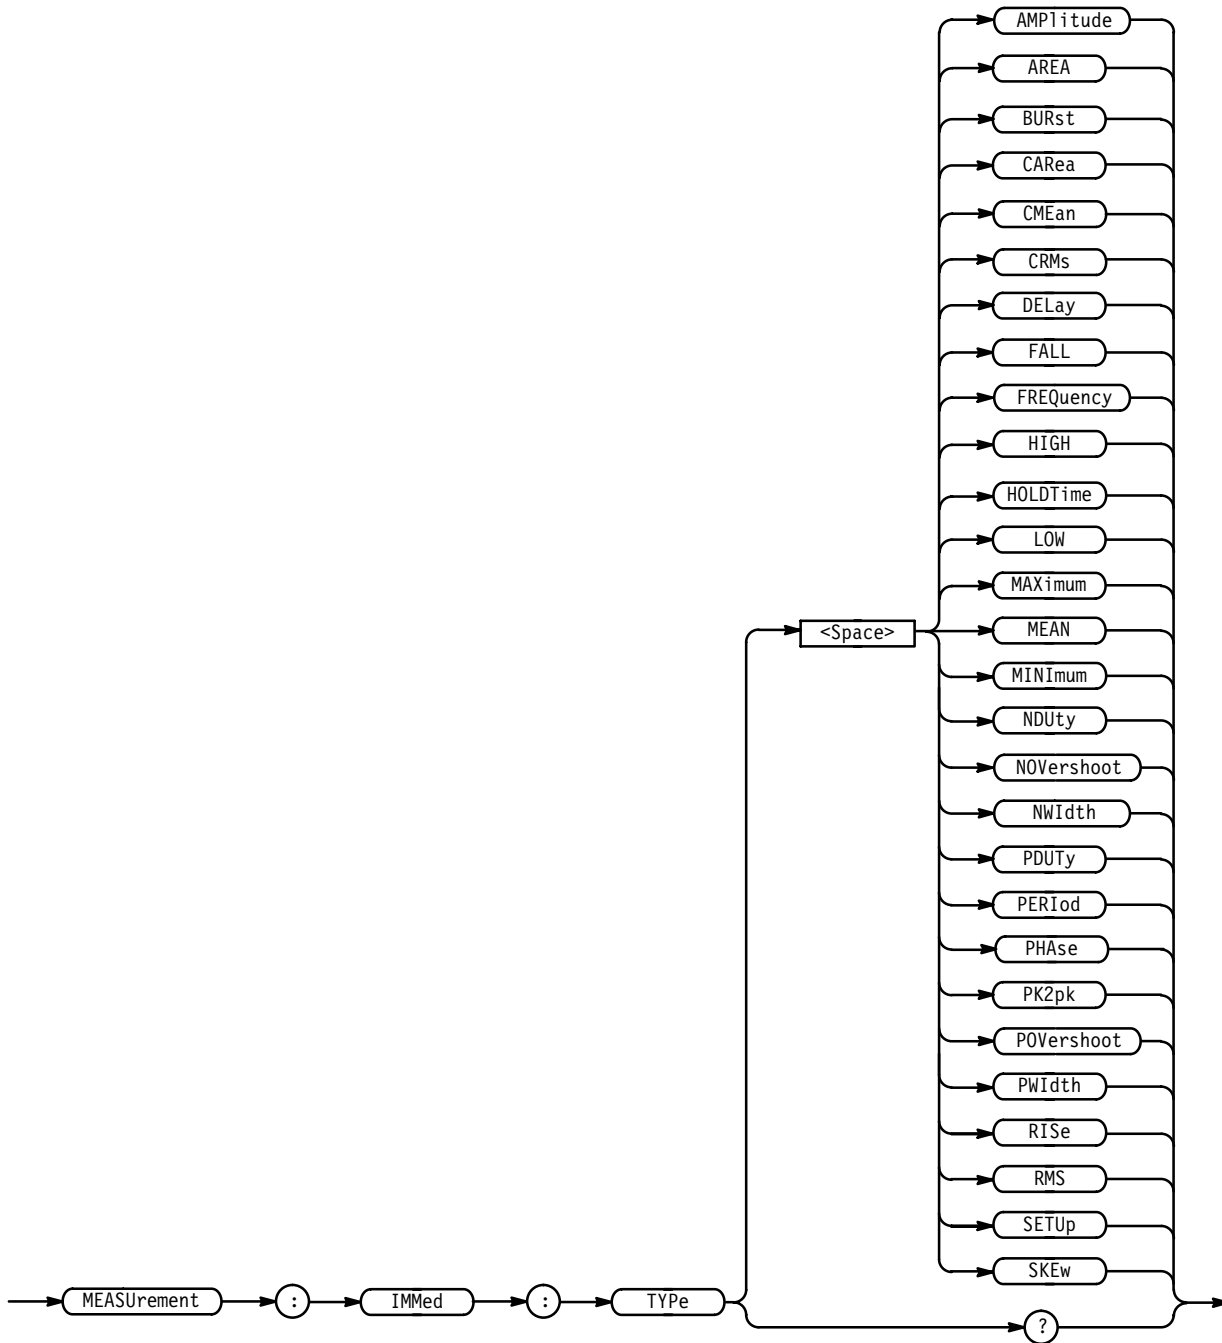 AMPlitude
AREA
BURst
CARea
CMEan
CRMs
DELay
FALL
FREQuency
HIGH
HOLDTime
LOW
MAXimum
<Space>
MEAN
MINImum
NDUty
NOVershoot
NWIdth
PDUTy
PERIod
PHAse
PK2pk
POVershoot
PWIdth
RISe
RMS
SETUp
SKEw
MEASUrement : IMMed : TYPe
?